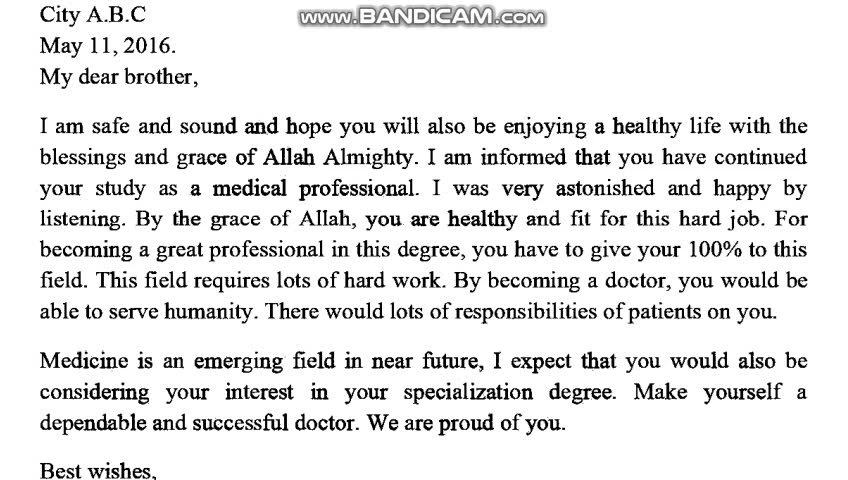 www.BANDICAM.com
City A.B.C
May 11, 2016.
My dear brother,
I am safe and sound and hope you will also be enjoying a healthy life with the
blessings and grace of Allah Almighty. I am informed that you have continued
your study as a medical professional. I was very astonished and happy by
listening. By the grace of Allah, you are healthy and fit for this hard job. For
becoming a great professional in this degree, you have to give your 100% to this
field. This field requires lots of hard work. By becoming a doctor, you would be
able to serve humanity. There would lots of responsibilities of patients on you.
Medicine is an emerging field in near future, I expect that you would also be
considering your interest in your specialization degree. Make yourself a
dependable and successful doctor. We are proud of you.
Best wishes,